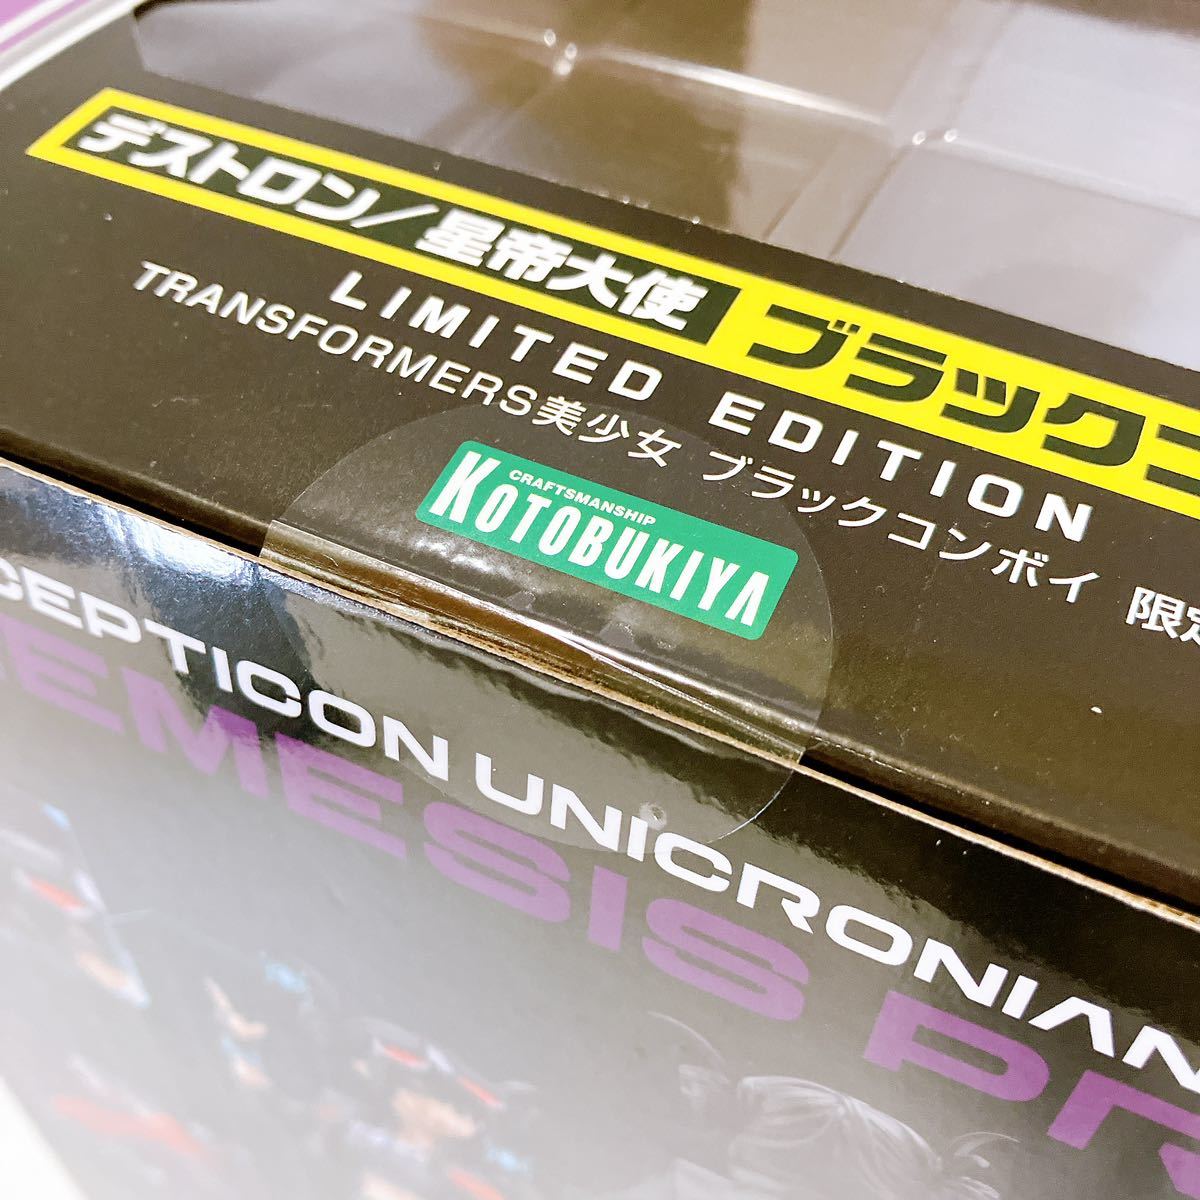 デストロン/星帝大使 ブラックコ
LIMITED EDITION
TRANSFORMERS美少女 ブラックコンボイ 限定
CRAFTSMANSHIP
KOTOBUKIYA
CEPTICON UNICRONIAN
EMESIS PR